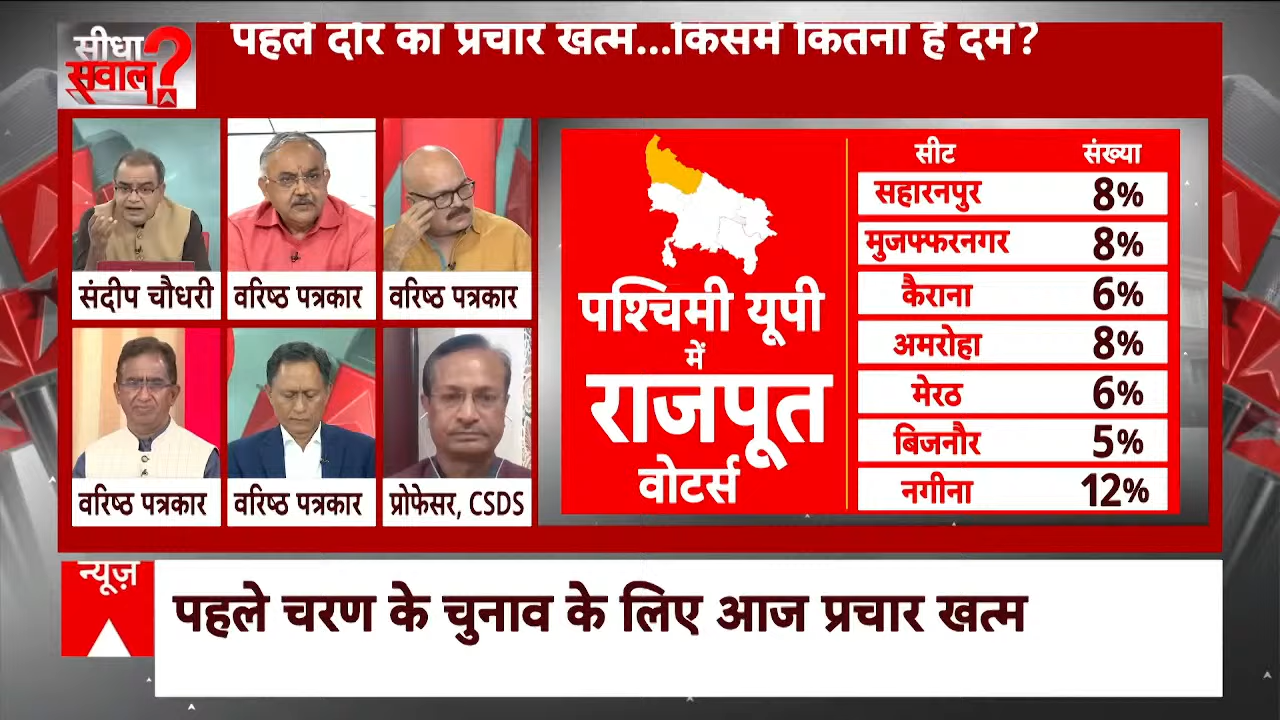 सीधा
सवाल?
पहले दौर का प्रचार खत्म...किसमें कितना है दम?
संदीप चौधरी
वरिष्ठ पत्रकार
वरिष्ठ पत्रकार
वरिष्ठ पत्रकार
वरिष्ठ पत्रकार
प्रोफेसर, CSDS
पश्चिमी यूपी
में
राजपूत
वोटर्स
सीट संख्या
सहारनपुर 8%
मुजफ्फरनगर 8%
कैराना 6%
अमरोहा 8%
मेरठ 6%
बिजनौर 5%
नगीना 12%
न्यूज़
पहले चरण के चुनाव के लिए आज प्रचार खत्म